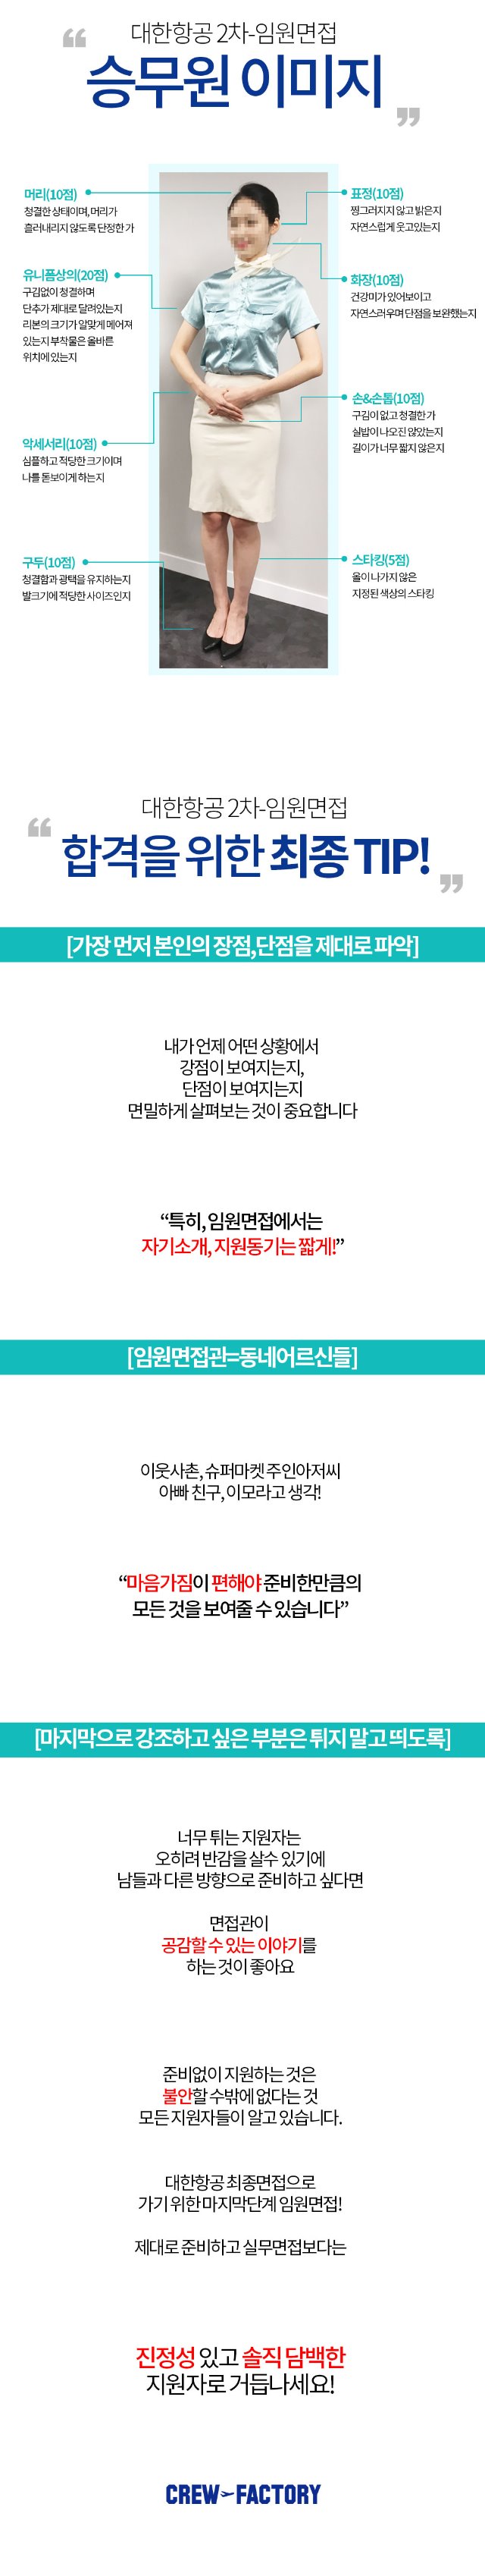 대한항공 2차-임원면접
“ 승무원 이미지 ”
머리(10점)
청결한 상태이며, 머리가
흘러내리지 않도록 단정한 가
표정(10점)
찡그러지지 않고 밝은지
자연스럽게 웃고있는지
유니폼상의(20점)
구김없이 청결하며
단추가 제대로 달려있는지
리본의 크기가 알맞게 메어져
있는지 부착물은 올바른
위치에 있는지
화장(10점)
건강미가 있어보이고
자연스러우며 단점을 보완했는지
손&손톱(10점)
구김이 없고 청결한 가
실밥이 나오진 않았는지
길이가 너무 짧지 않은지
악세서리(10점)
심플하고 적당한 크기이며
나를 돋보이게 하는지
구두(10점)
청결함과 광택을 유지하는지
발크기에 적당한 사이즈인지
스타킹(5점)
올이 나가지 않은
지정된 색상의 스타킹
대한항공 2차-임원면접
“ 합격을 위한 최종 TIP! ”
[가장 먼저 본인의 장점,단점을 제대로 파악]
내가 언제 어떤 상황에서
강점이 보여지는지,
단점이 보여지는지
면밀하게 살펴보는 것이 중요합니다
“특히, 임원면접에서는
자기소개, 지원동기는 짧게!”
[임원면접관=동네어르신들]
이웃사촌, 슈퍼마켓 주인아저씨
아빠 친구, 이모라고 생각!
“마음가짐이 편해야 준비한만큼의
모든 것을 보여줄 수 있습니다”
[마지막으로 강조하고 싶은 부분은 튀지 말고 띄도록]
너무 튀는 지원자는
오히려 반감을 살수 있기에
남들과 다른 방향으로 준비하고 싶다면
면접관이
공감할 수 있는 이야기를
하는 것이 좋아요
준비없이 지원하는 것은
불안할 수밖에 없다는 것
모든 지원자들이 알고 있습니다.
대한항공 최종면접으로
가기 위한 마지막단계 임원면접!
제대로 준비하고 실무면접보다는
진정성 있고 솔직 담백한
지원자로 거듭나세요!
CREW FACTORY